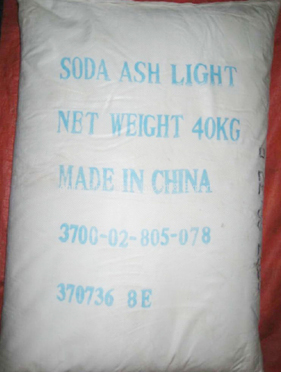 SODA ASH LIGHT
NET WEIGHT 40KG
MADE IN CHINA
3700-02-805-078
370736 8E